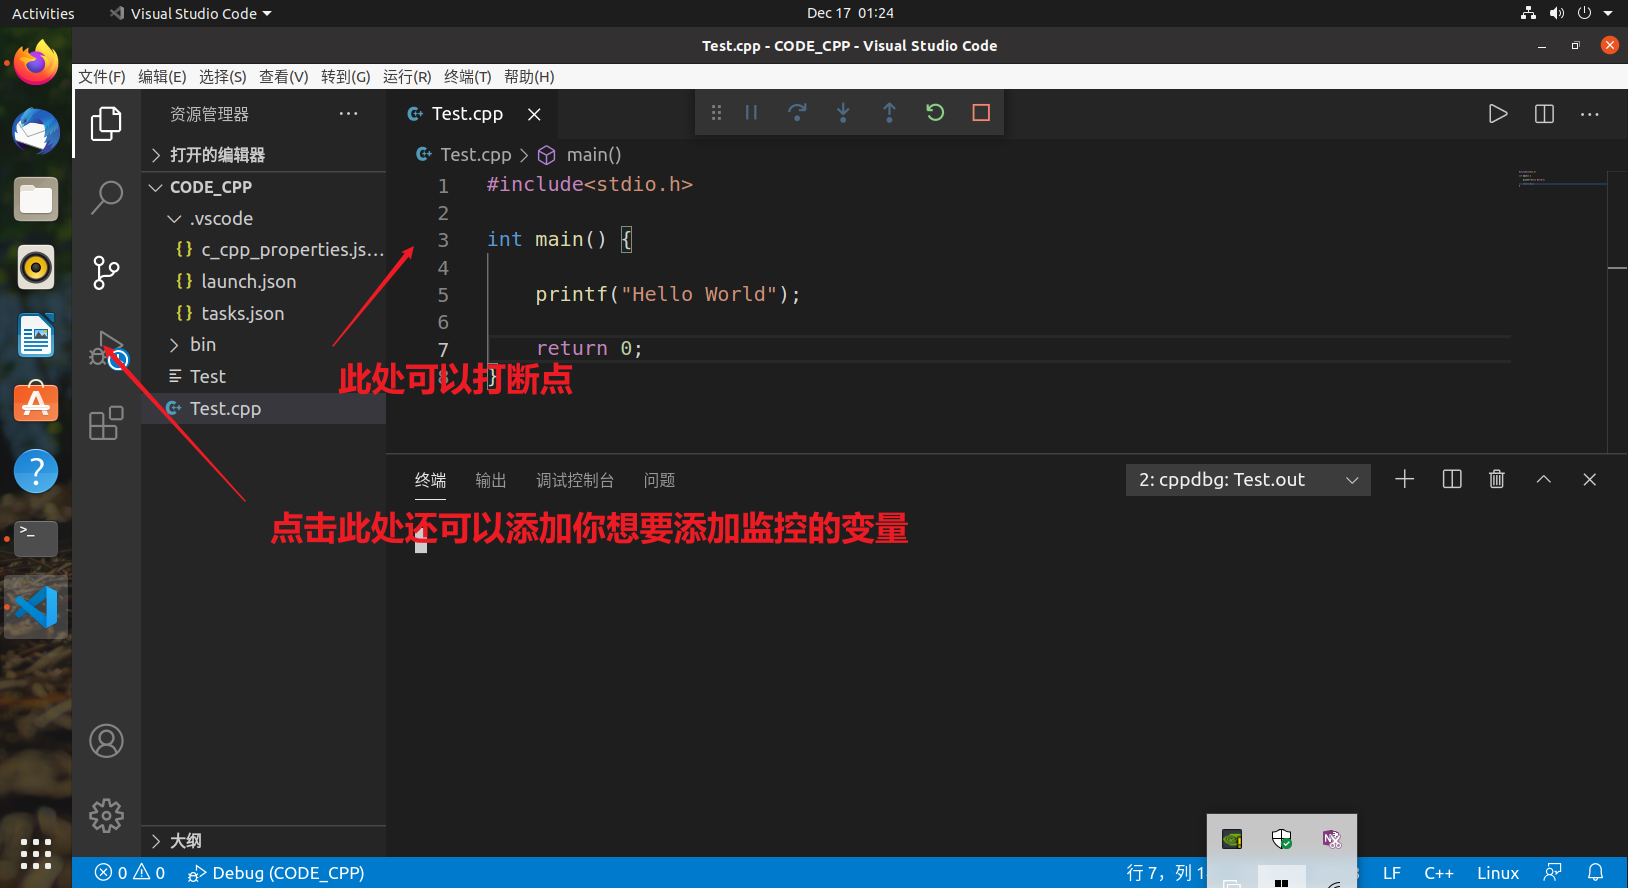 Activities
Visual Studio Code
Dec 17 01:24
Test.cpp - CODE_CPP - Visual Studio Code
文件(F) 编辑(E) 选择(S) 查看(V) 转到(G) 运行(R) 终端(T) 帮助(H)
资源管理器
打开的编辑器
CODE_CPP
.vscode
{} c_cpp_properties.js...
{} launch.json
{} tasks.json
bin
Test
Test.cpp
大纲
Test.cpp
Test.cpp > main()
1 #include<stdio.h>
2
3 int main() {
4
5 printf("Hello World");
6
7 return 0;
8 }
此处可以打断点
终端 输出 调试控制台 问题
2: cppdbg: Test.out
点击此处还可以添加你想要添加监控的变量
0 0 Debug (CODE_CPP)
行 7，列 1
LF C++ Linux